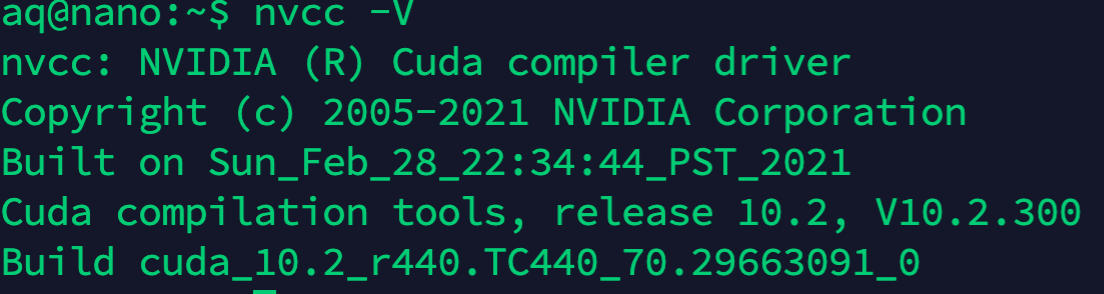 aq@nano:~$ nvcc -V
nvcc: NVIDIA (R) Cuda compiler driver
Copyright (c) 2005-2021 NVIDIA Corporation
Built on Sun_Feb_28_22:34:44_PST_2021
Cuda compilation tools, release 10.2, V10.2.300
Build cuda_10.2_r440.TC440_70.29663091_0